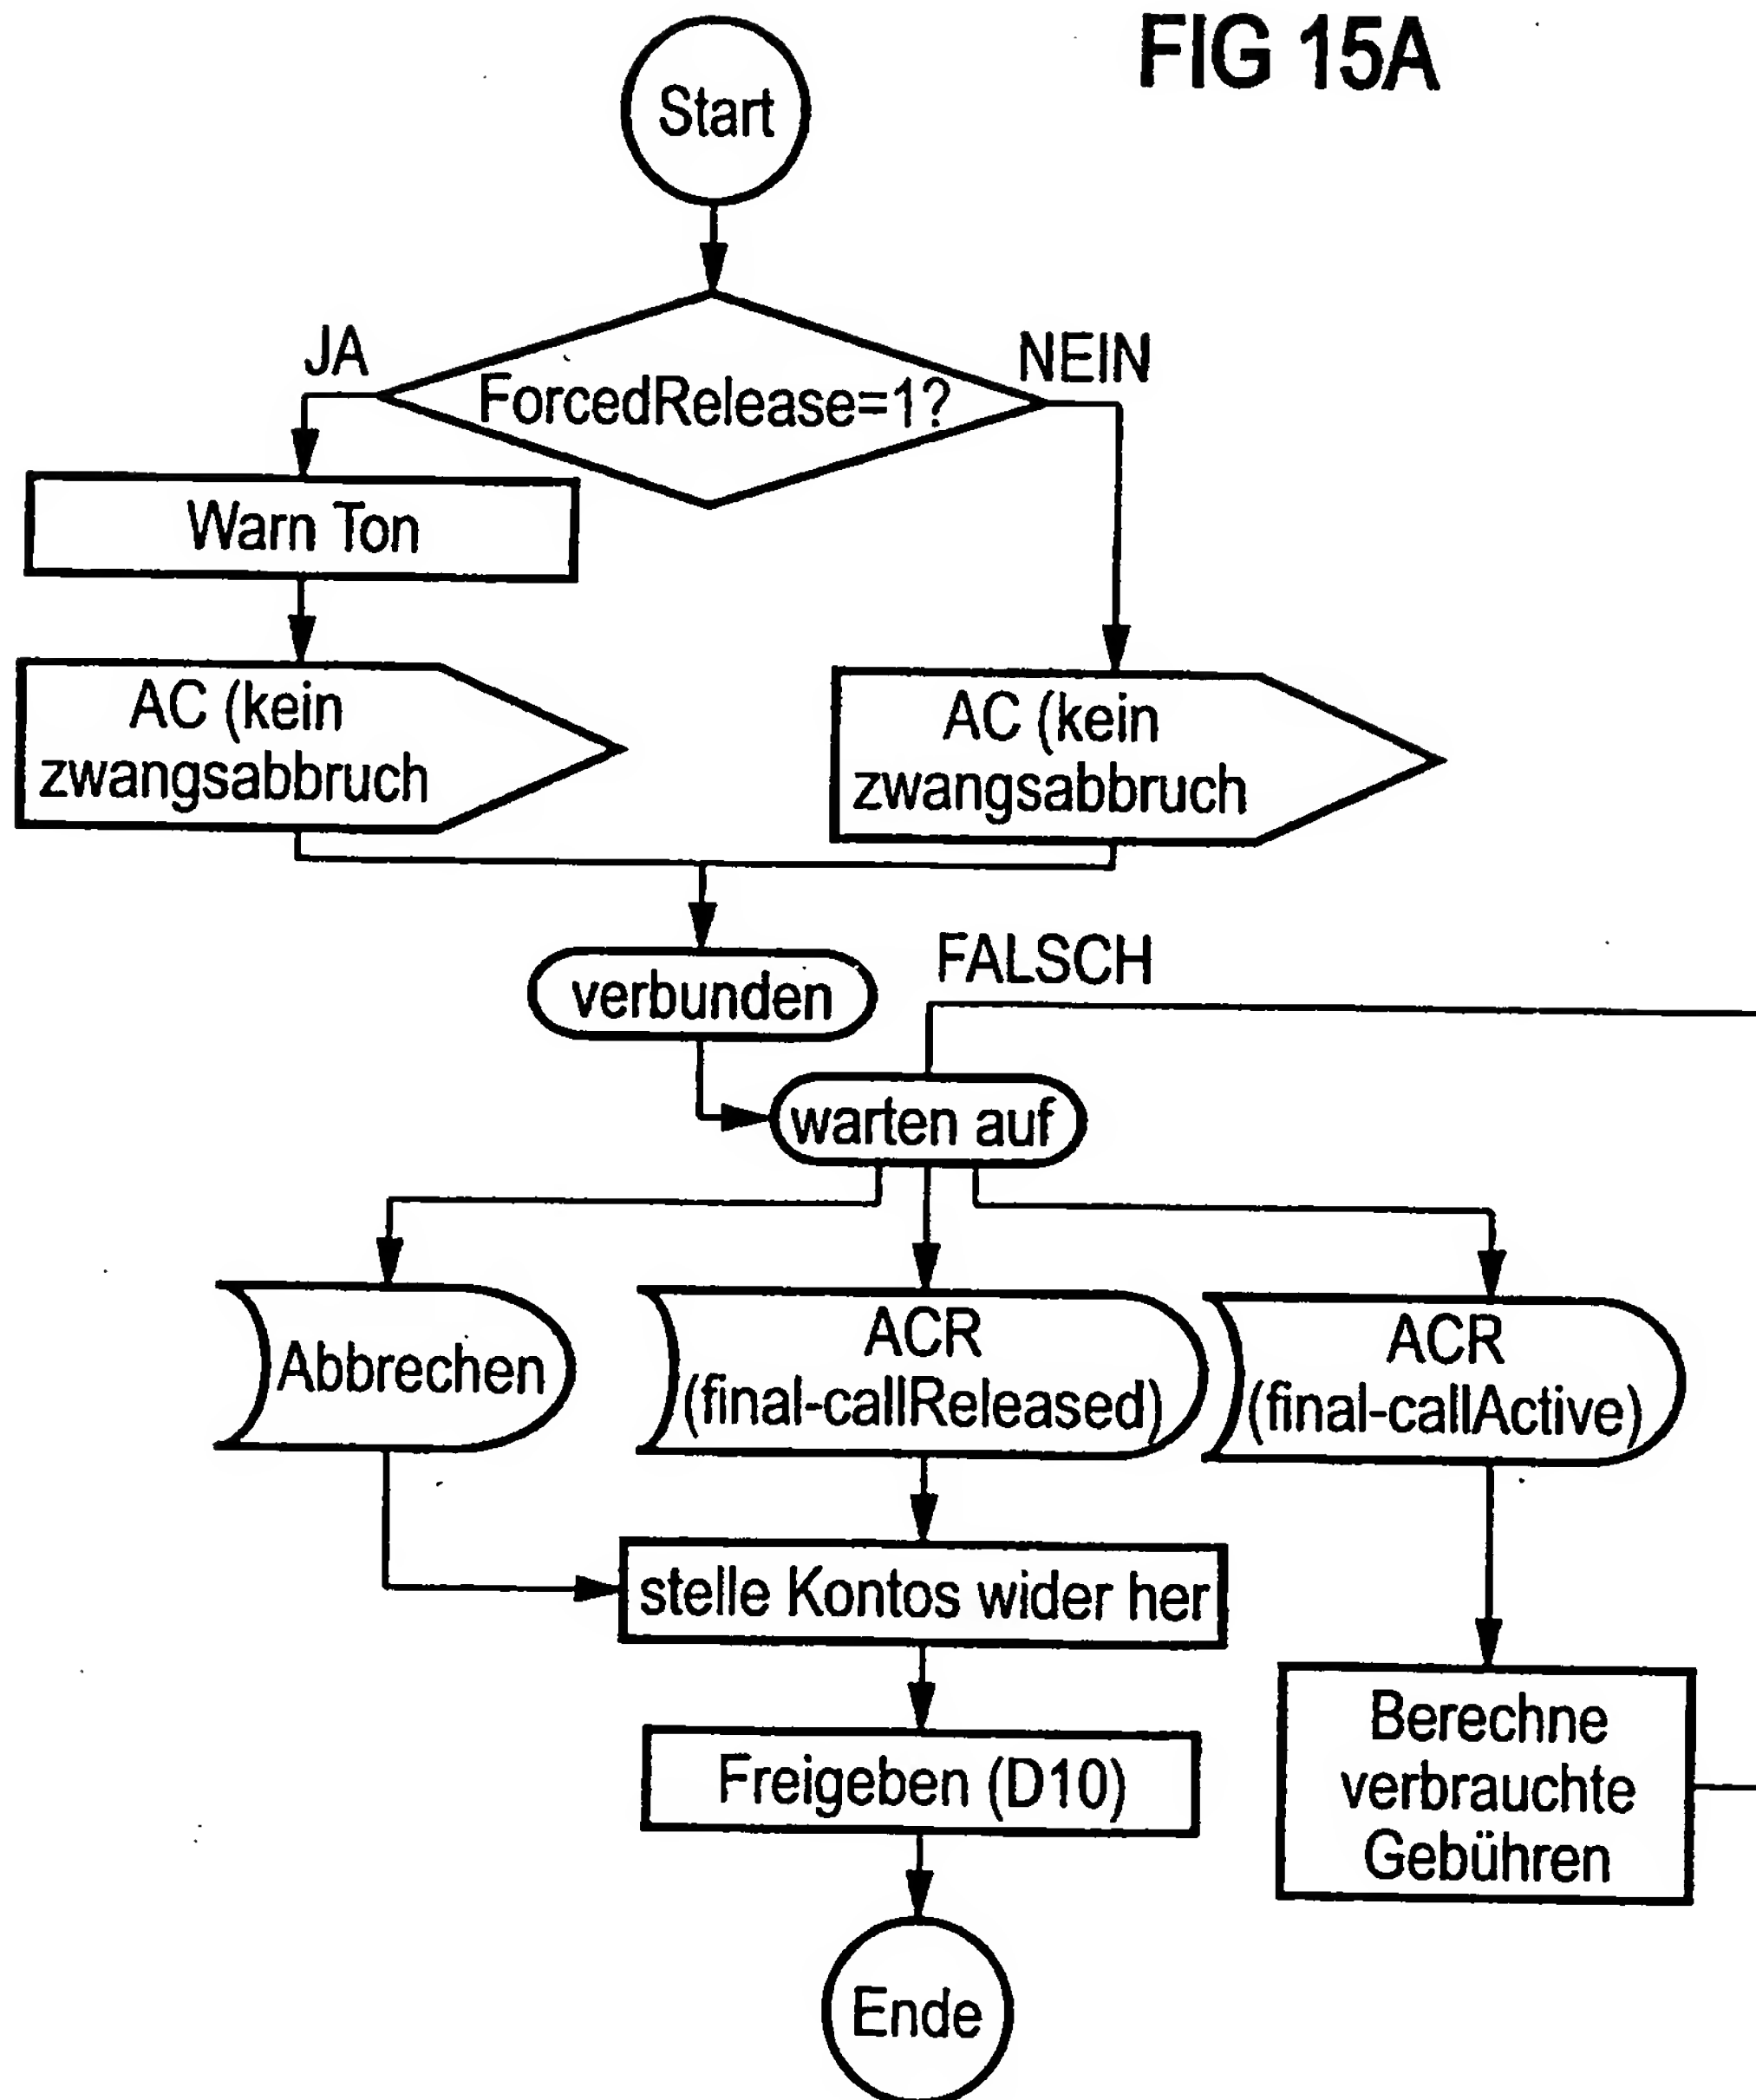 FIG 15A
Start
JA
NEIN
ForcedRelease=1?
Warn Ton
AC (kein
zwangsabbruch
AC (kein
zwangsabbruch
verbunden
FALSCH
warten auf
Abbrechen
ACR
(final-callReleased)
ACR
(final-callActive)
stelle Kontos wider her
Freigeben (D10)
Berechne
verbrauchte
Gebühren
Ende